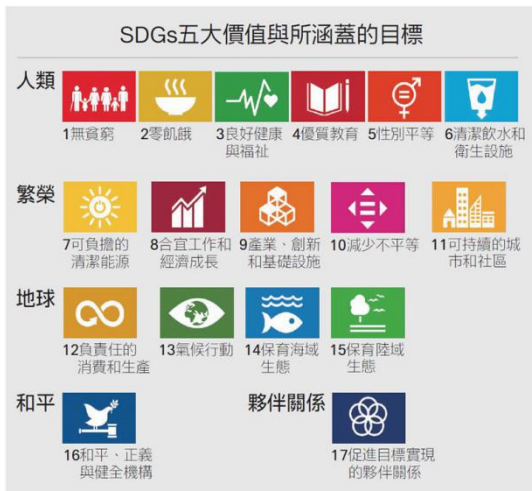 SDGs五大價值與所涵蓋的目標
人類
1無貧窮
2零飢餓
3良好健康
與福祉
4優質教育
5性別平等
6清潔飲水和
衛生設施
繁榮
7可負擔的
清潔能源
8合宜工作和
經濟成長
9產業、創新
和基礎設施
10減少不平等
11可持續的城
市和社區
地球
12負責任的
消費和生產
13氣候行動
14保育海域
生態
15保育陸域
生態
和平
16和平、正義
與健全機構
夥伴關係
17促進目標實現
的夥伴關係